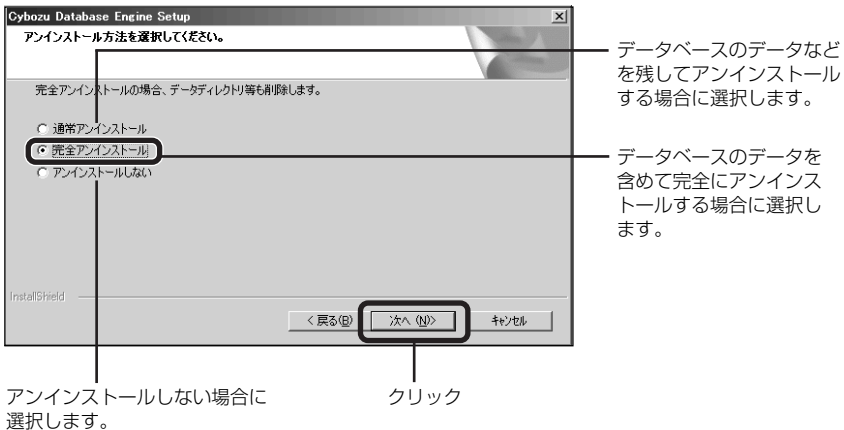 Cybozu Database Engine Setup
アンインストール方法を選択してください。
完全アンインストールの場合、データディレクトリ等も削除します。
通常アンインストール
完全アンインストール
アンインストールしない
InstallShield
< 戻る(B)
次へ (N)>
キャンセル
データベースのデータなど
を残してアンインストール
する場合に選択します。
データベースのデータを
含めて完全にアンインス
トールする場合に選択し
ます。
アンインストールしない場合に
選択します。
クリック